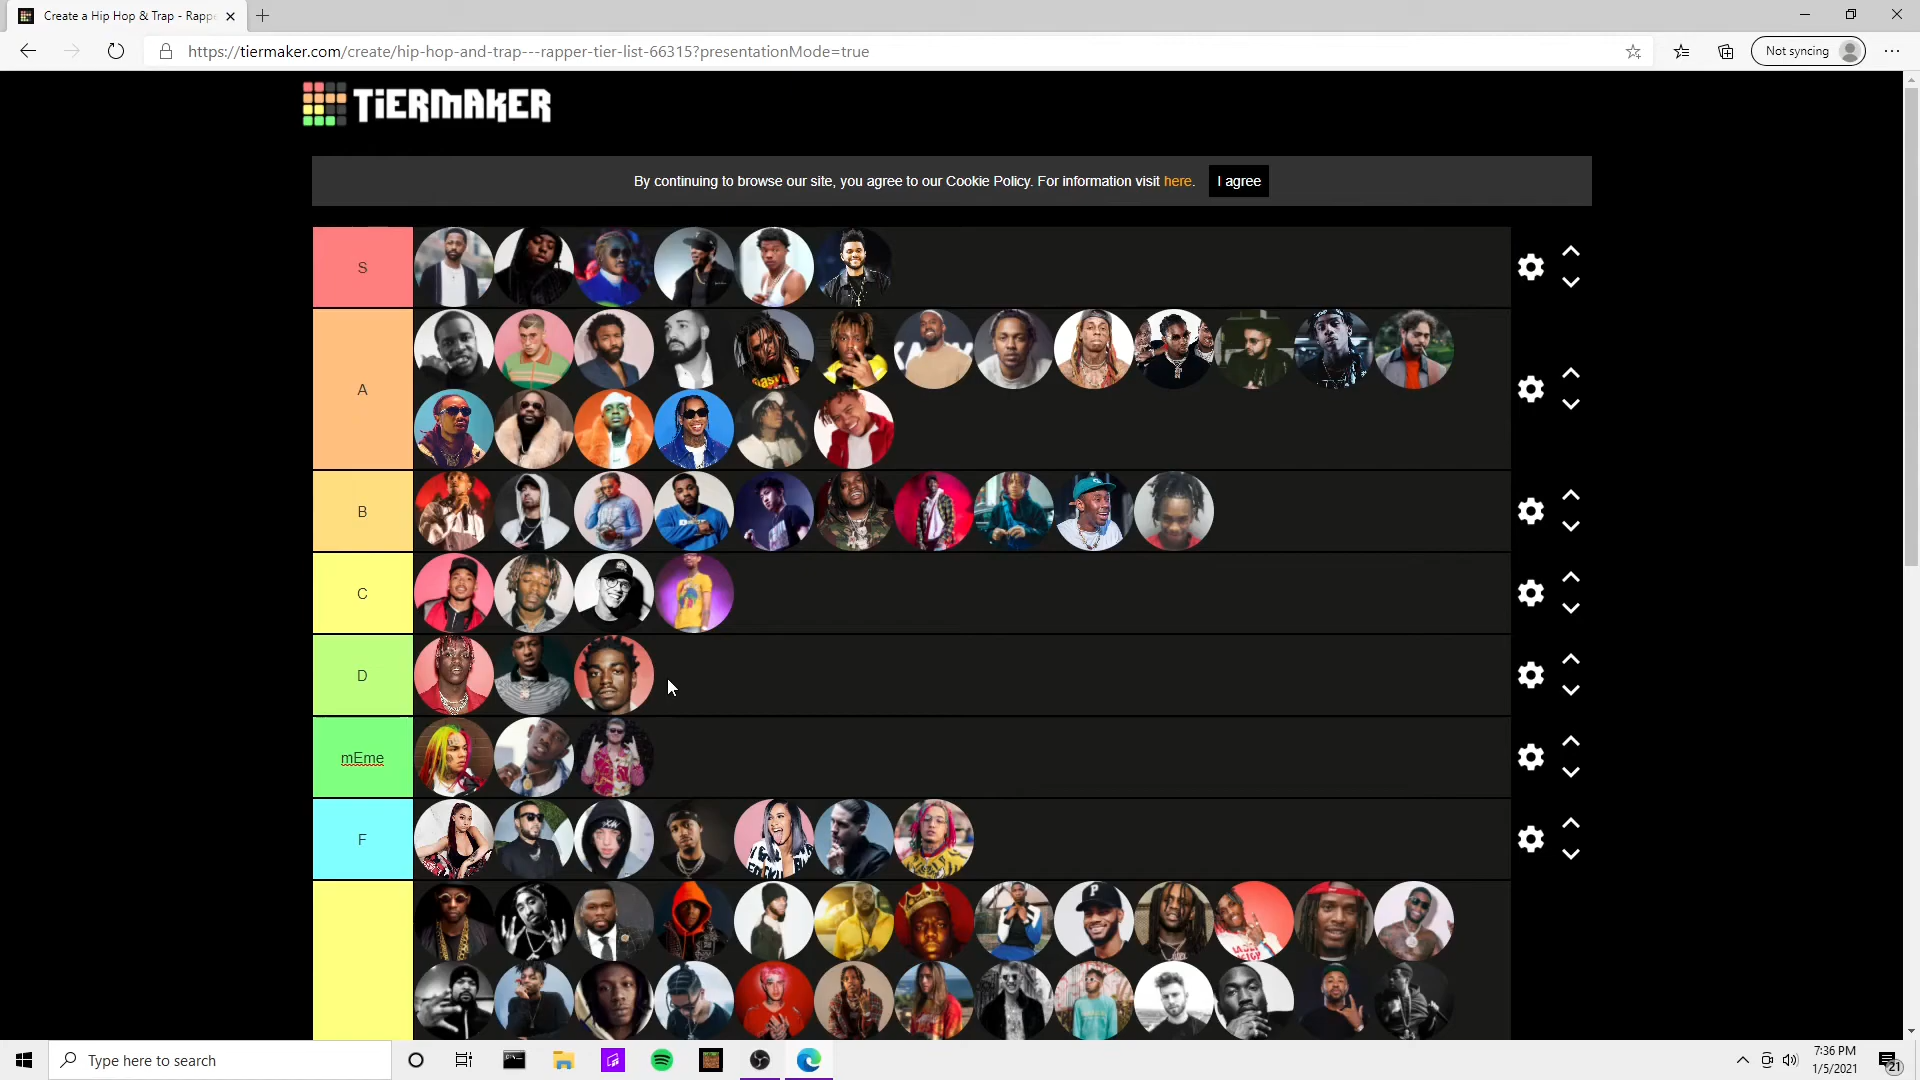 Create a Hip Hop & Trap - Rapp
Not syncing
https://tiermaker.com/create/hip-hop-and-trap---rapper-tier-list-66315?presentationMode=true
TIERMAKER
By continuing to browse our site, you agree to our Cookie Policy. For information visit here.
I agree
S
A
B
C
D
mEme
F
Type here to search
7:36 PM
1/5/2021
21